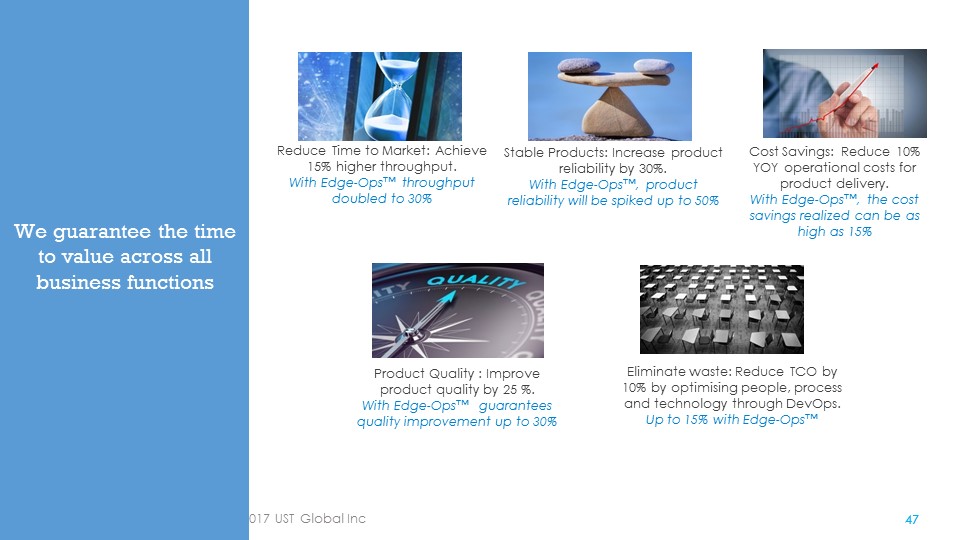 We guarantee the time
to value across all
business functions
Reduce Time to Market: Achieve
15% higher throughput.
With Edge-Ops™ throughput
doubled to 30%
Stable Products: Increase product
reliability by 30%.
With Edge-Ops™, product
reliability will be spiked up to 50%
Cost Savings: Reduce 10%
YOY operational costs for
product delivery.
With Edge-Ops™, the cost
savings realized can be as
high as 15%
QUALITY
Product Quality : Improve
product quality by 25 %.
With Edge-Ops™ guarantees
quality improvement up to 30%
Eliminate waste: Reduce TCO by
10% by optimising people, process
and technology through DevOps.
Up to 15% with Edge-Ops™
017 UST Global Inc
47